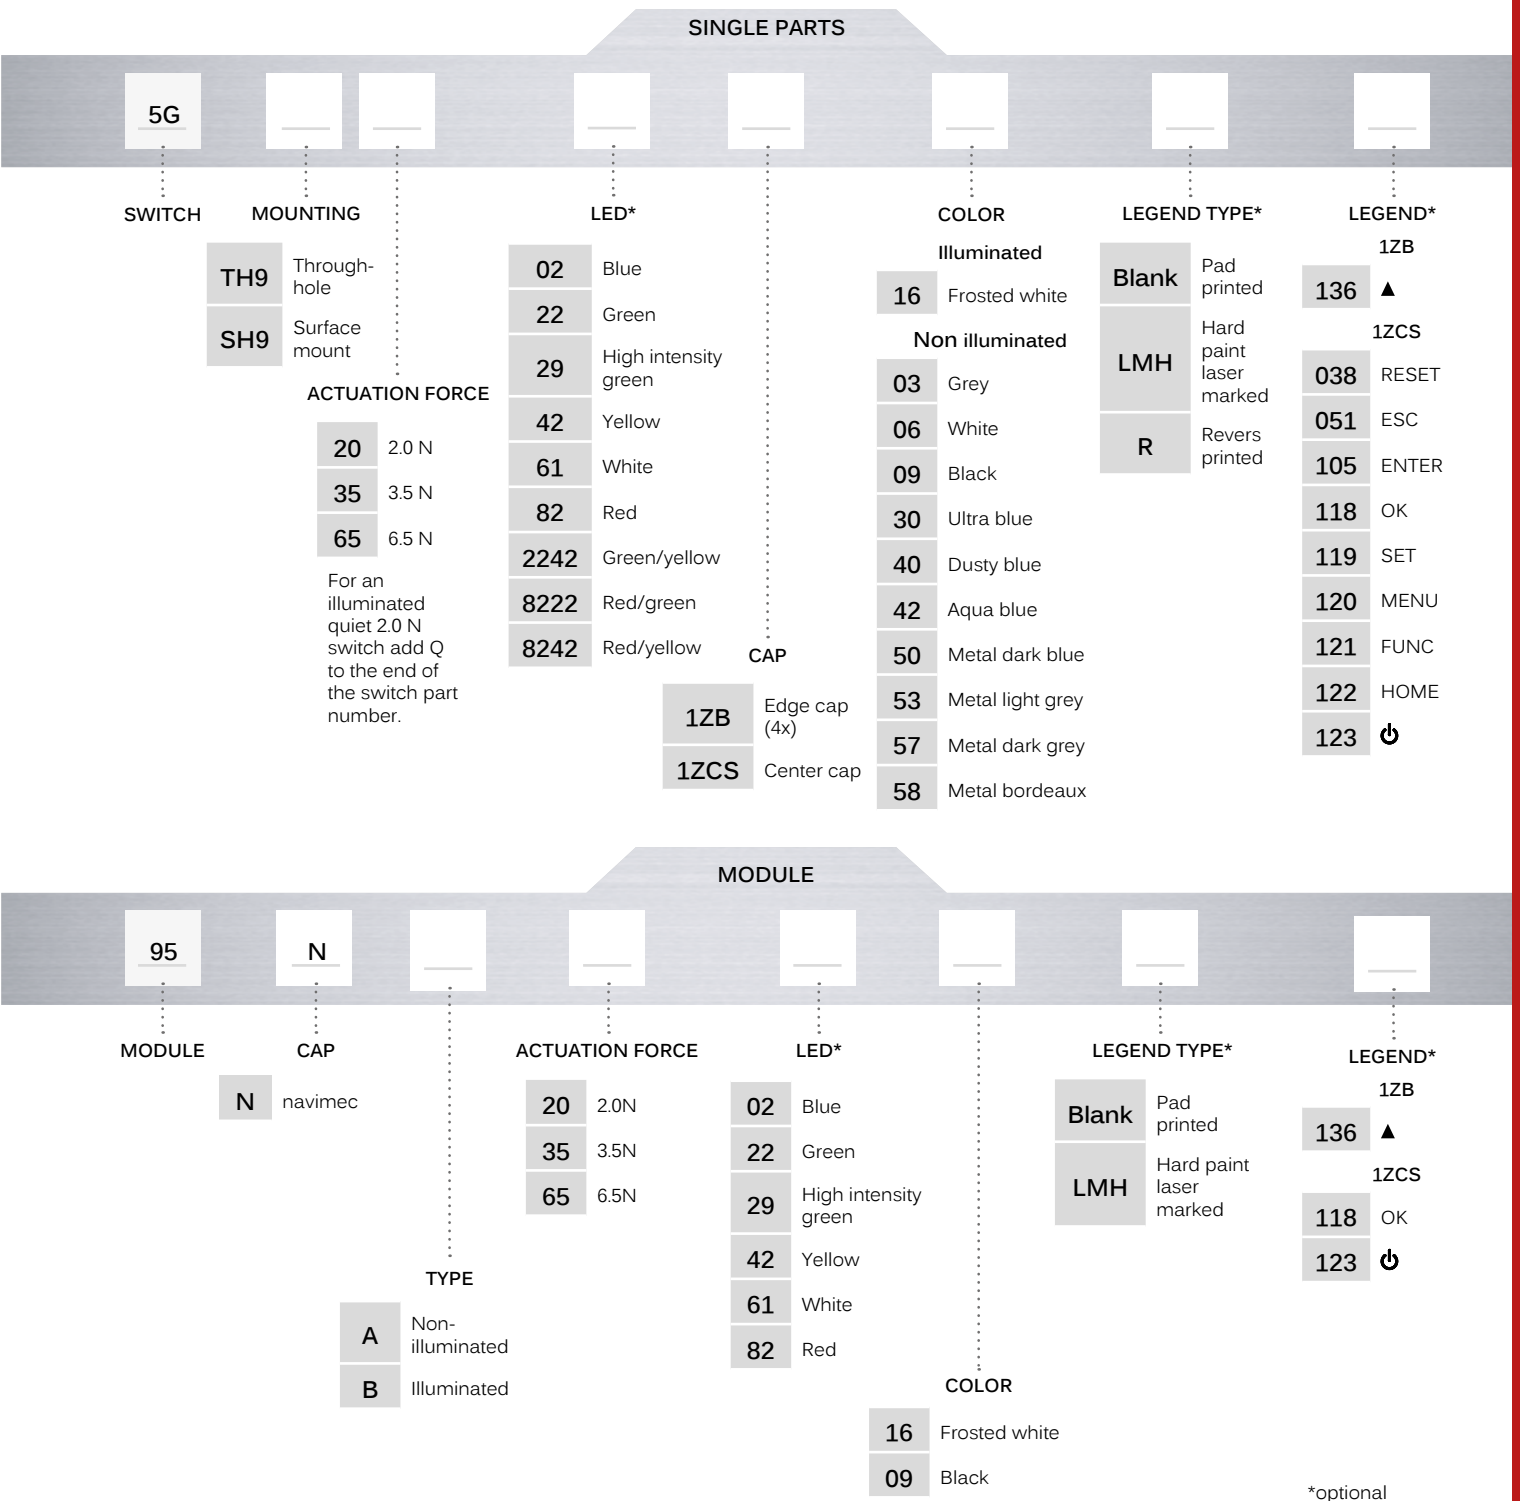 SINGLE PARTS
5G
SWITCH
MOUNTING
TH9
Through-
hole
SH9
Surface
mount
ACTUATION FORCE
20 2.0 N
35 3.5 N
65 6.5 N
For an
illuminated
quiet 2.0 N
switch add Q
to the end of
the switch part
number.
LED*
02 Blue
22 Green
29
High intensity
green
42 Yellow
61 White
82 Red
2242 Green/yellow
8222 Red/green
8242 Red/yellow
CAP
1ZB
Edge cap
(4x)
1ZCS Center cap
COLOR
Illuminated
16 Frosted white
Non illuminated
03 Grey
06 White
09 Black
30 Ultra blue
40 Dusty blue
42 Aqua blue
50 Metal dark blue
53 Metal light grey
57 Metal dark grey
58 Metal bordeaux
LEGEND TYPE*
Blank
Pad
printed
LMH
Hard
paint
laser
marked
R
Revers
printed
LEGEND*
1ZB
136 ▲
1ZCS
038 RESET
051 ESC
105 ENTER
118 OK
119 SET
120 MENU
121 FUNC
122 HOME
123 ⏻
MODULE
95
N
MODULE
CAP
N navimec
TYPE
A
Non-
illuminated
B Illuminated
ACTUATION FORCE
20 2.0N
35 3.5N
65 6.5N
LED*
02 Blue
22 Green
29
High intensity
green
42 Yellow
61 White
82 Red
COLOR
16 Frosted white
09 Black
LEGEND TYPE*
Blank
Pad
printed
LMH
Hard paint
laser
marked
LEGEND*
1ZB
136 ▲
1ZCS
118 OK
123 ⏻
*optional